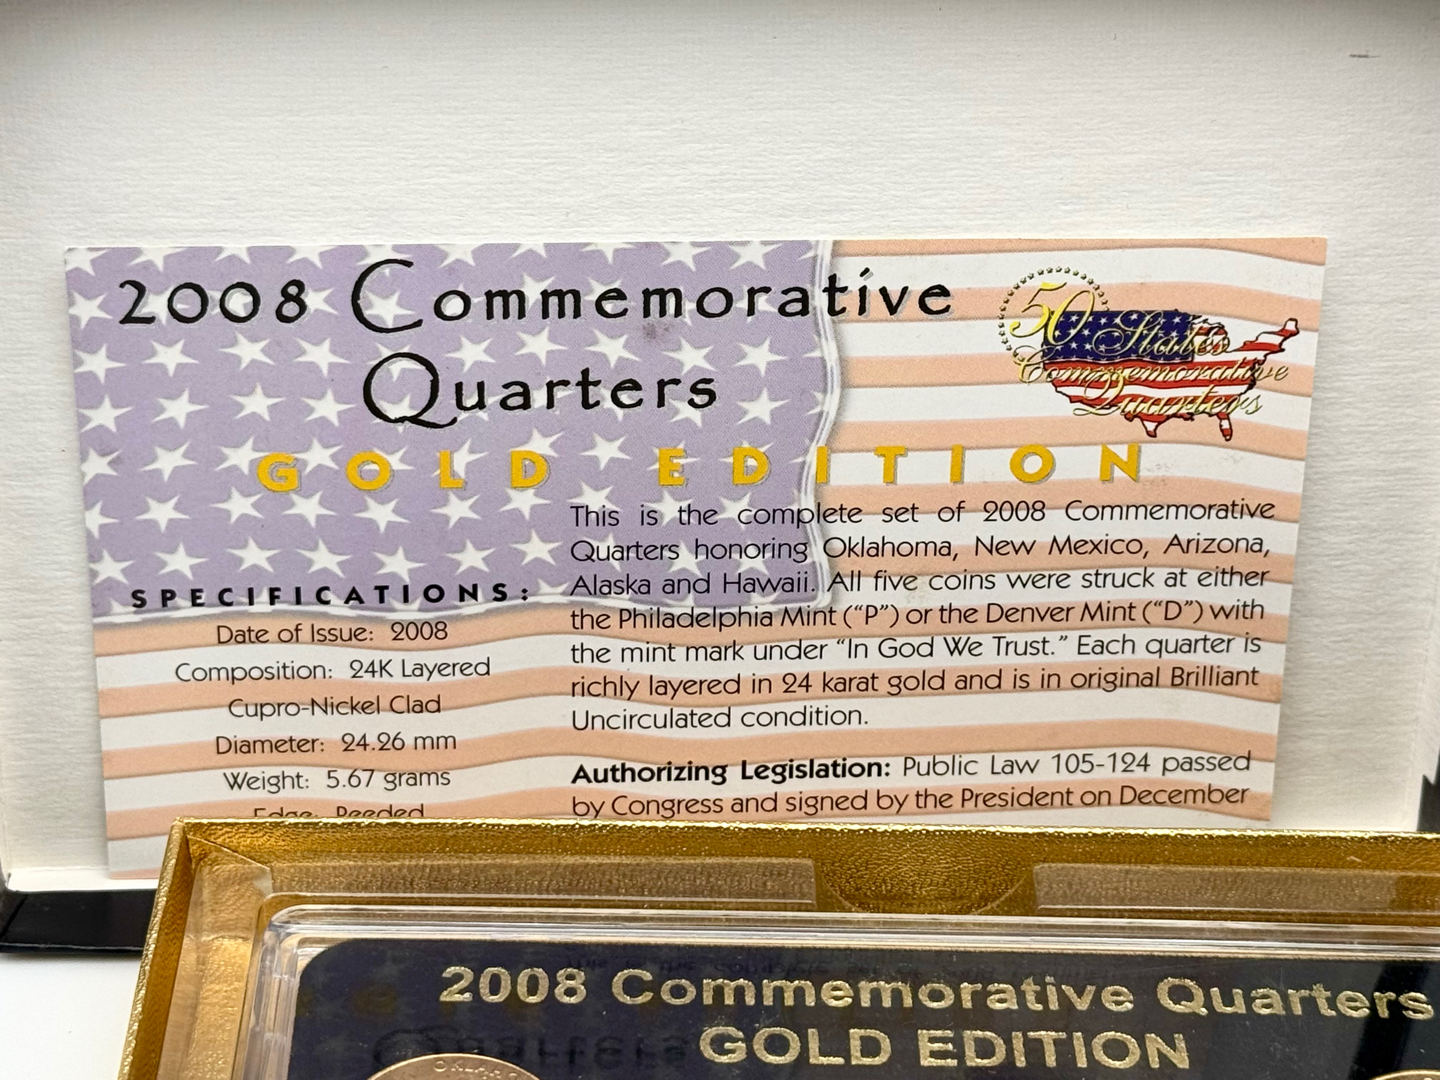 2008 Commemorative
Quarters
GOLD EDITION
50 States
Commemorative
Quarters
SPECIFICATIONS:
Date of Issue: 2008
Composition: 24K Layered
Cupro-Nickel Clad
Diameter: 24.26 mm
Weight: 5.67 grams
Edge: Reeded
This is the complete set of 2008 Commemorative
Quarters honoring Oklahoma, New Mexico, Arizona,
Alaska and Hawaii. All five coins were struck at either
the Philadelphia Mint (“P”) or the Denver Mint (“D”) with
the mint mark under “In God We Trust.” Each quarter is
richly layered in 24 karat gold and is in original Brilliant
Uncirculated condition.
Authorizing Legislation: Public Law 105-124 passed
by Congress and signed by the President on December
2008 Commemorative Quarters
GOLD EDITION